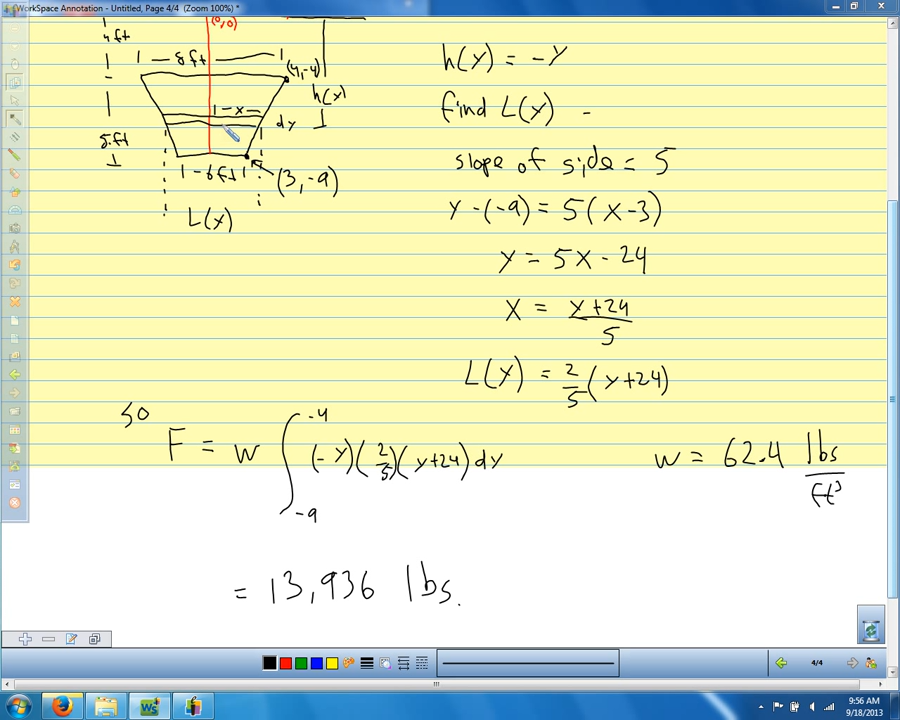 WorkSpace Annotation - Untitled, Page 4/4 (Zoom 100%) *
(0,0)
4 ft
8 ft
(4,-4)
h(x)
x
dy
5 ft
6 ft
(3, -9)
L(x)
h(y) = -y
find L(y) -
slope of side = 5
y -(-9) = 5(x-3)
y = 5x - 24
x = y+24
5
L(y) = 2/5 (y+24)
so
F = w ∫ (-y)(2/5)(y+24) dy
-4
-9
w = 62.4 lbs
ft³
= 13,936 lbs.
4/4
9:56 AM
9/18/2013